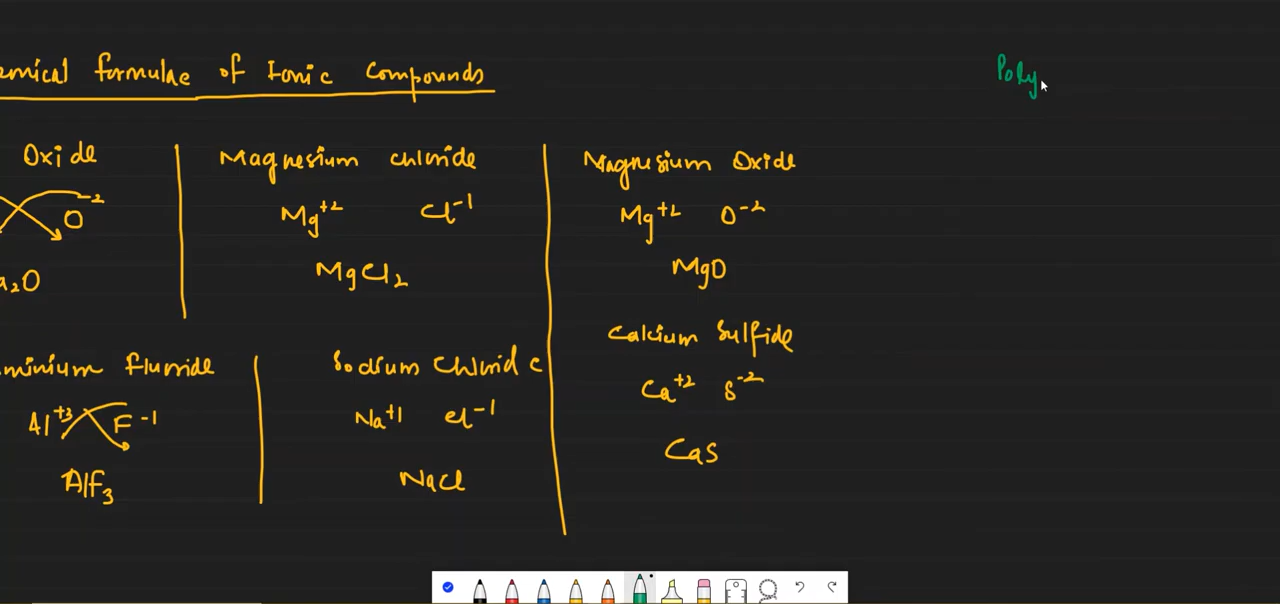 emical formulae of Ionic Compounds
Poly
Oxide
O-2
a2O
Magnesium chloride
Mg+2 Cl-1
MgCl2
Magnesium Oxide
Mg+2 O-2
MgO
Calcium Sulfide
Ca+2 S-2
CaS
minium fluoride
Al+3 F-1
AlF3
Sodium Chloride
Na+1 Cl-1
NaCl